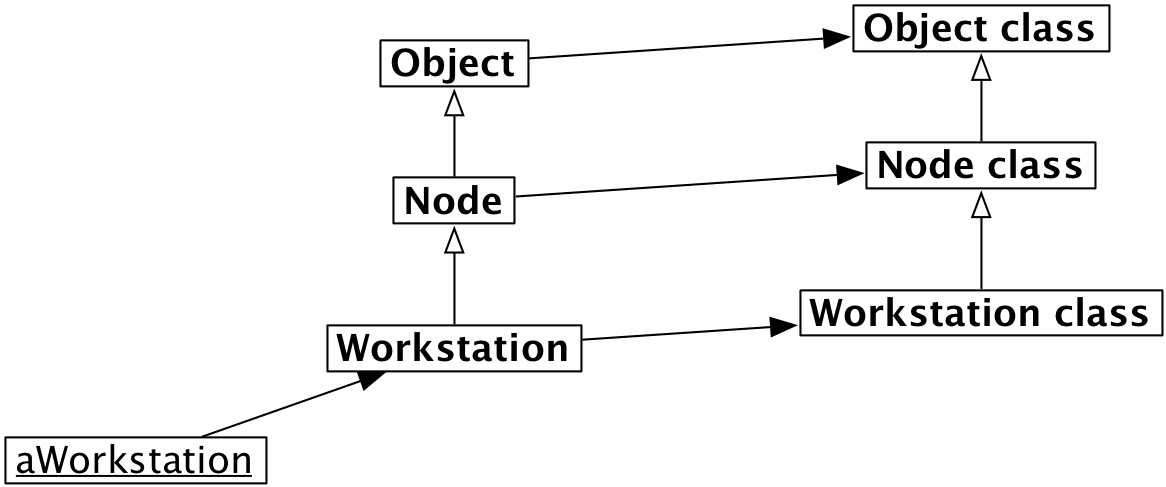 Object class
Object
Node class
Node
Workstation class
Workstation
aWorkstation